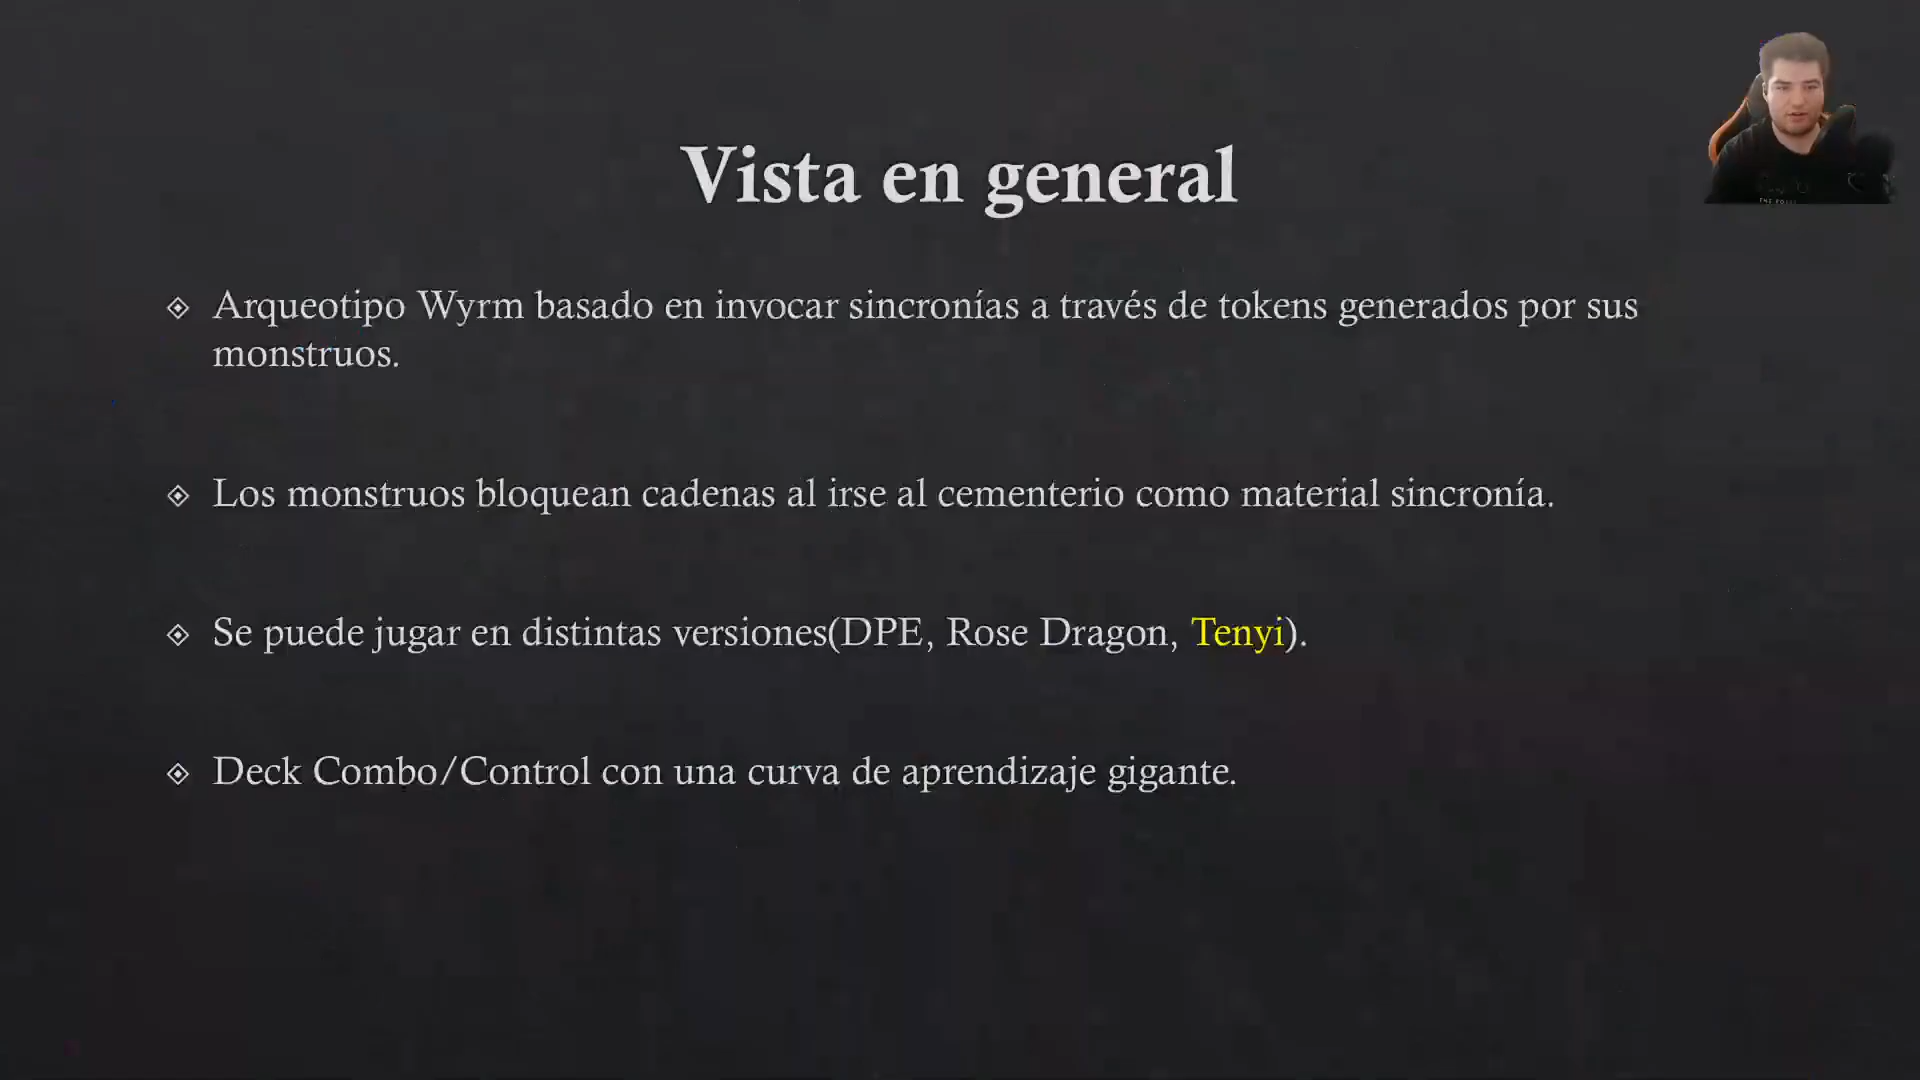 Vista en general
Arqueotipo Wyrm basado en invocar sincronías a través de tokens generados por sus
monstruos.
Los monstruos bloquean cadenas al irse al cementerio como material sincronía.
Se puede jugar en distintas versiones(DPE, Rose Dragon, Tenyi).
Deck Combo/Control con una curva de aprendizaje gigante.